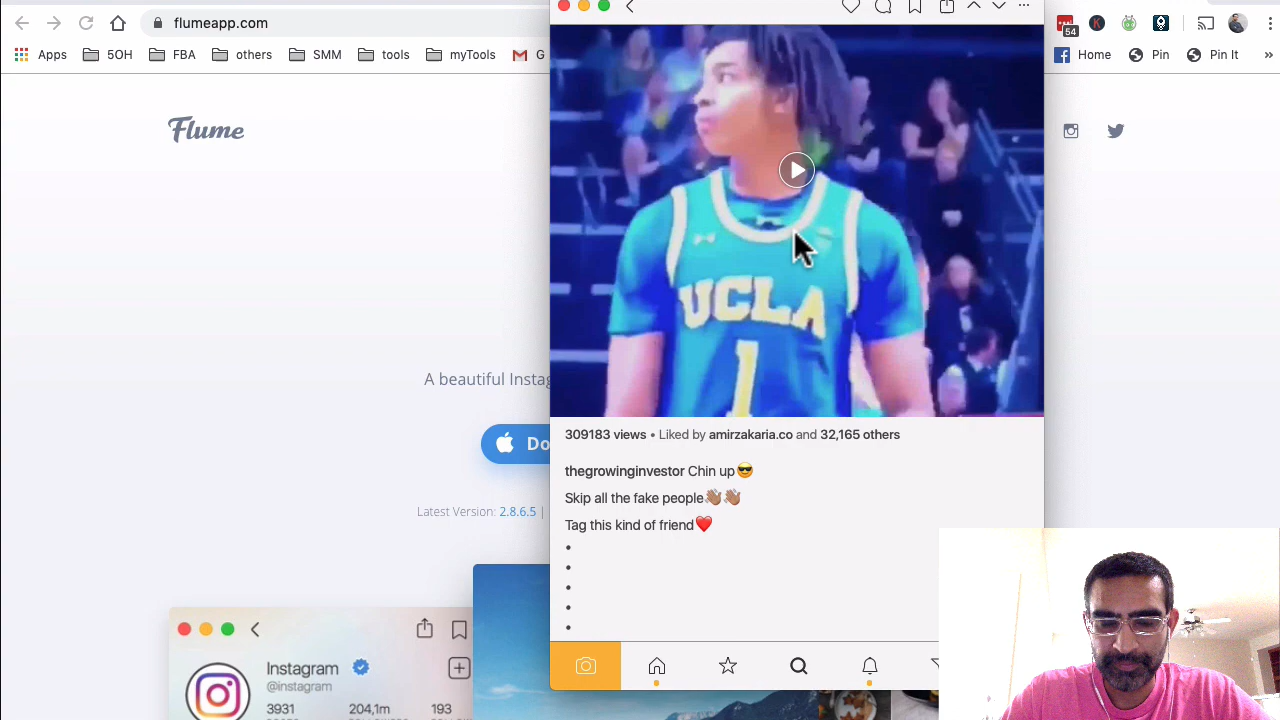 flumeapp.com
54
K
Apps
5OH
FBA
others
SMM
tools
myTools
G
Home
Pin
Pin It
»
Flume
UCLA
1
A beautiful Insta
Do
Latest Version: 2.8.6.5 |
309183 views • Liked by amirzakaria.co and 32,165 others
thegrowinginvestor Chin up😎
Skip all the fake people👋🏽👋🏽
Tag this kind of friend❤️
•
•
•
•
•
Instagram
@instagram
3931
204,1m
193